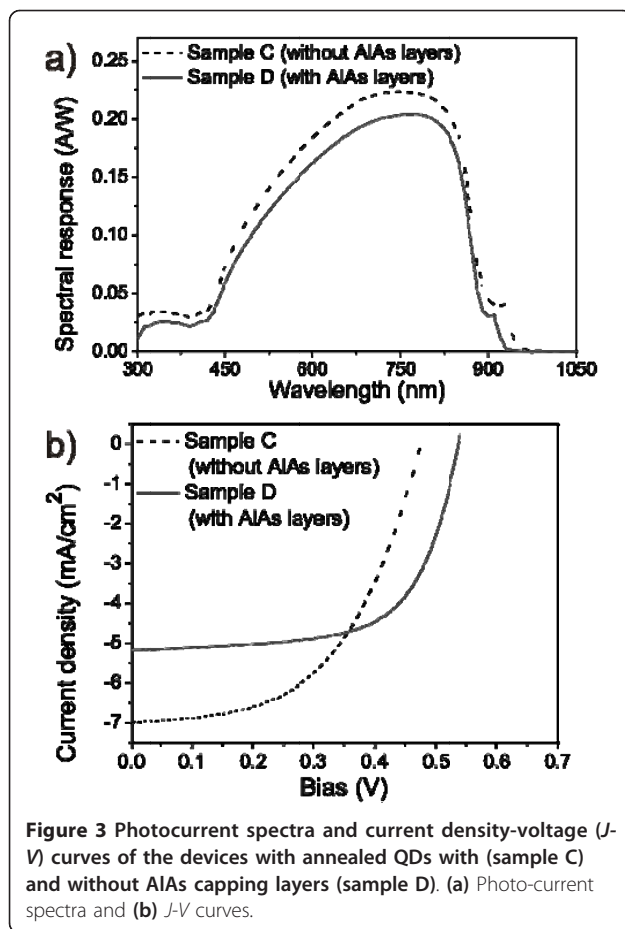 a)
Sample C (without AlAs layers)
Sample D (with AlAs layers)
Spectral response (A/W)
0.25
0.20
0.15
0.10
0.05
0.00
300 450 600 750 900 1050
Wavelength (nm)
b)
Sample C
(without AlAs layers)
Sample D
(with AlAs layers)
Current density (mA/cm²)
0
-1
-2
-3
-4
-5
-6
-7
0.0 0.1 0.2 0.3 0.4 0.5 0.6 0.7
Bias (V)
Figure 3 Photocurrent spectra and current density-voltage (J-
V) curves of the devices with annealed QDs with (sample C)
and without AlAs capping layers (sample D). (a) Photo-current
spectra and (b) J-V curves.